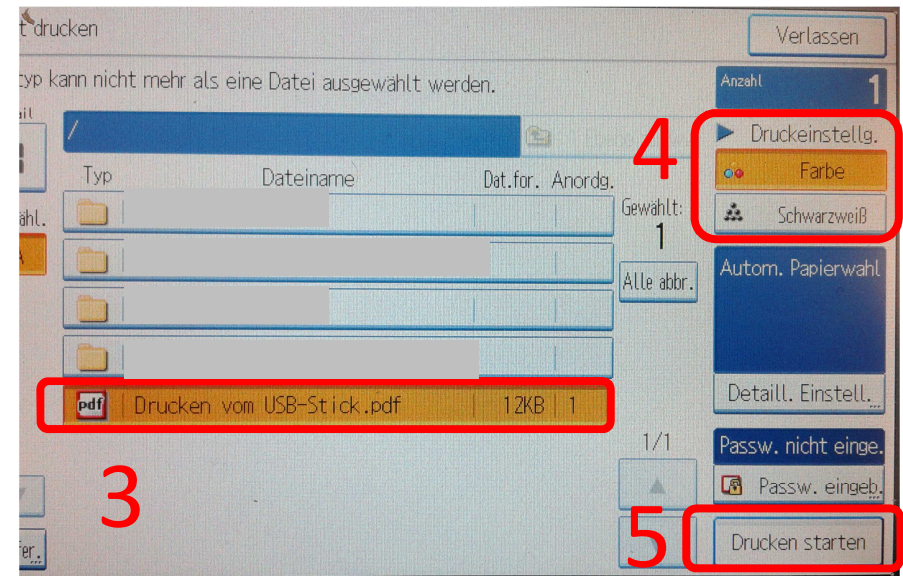 t drucken
Verlassen
typ kann nicht mehr als eine Datei ausgewählt werden.
Anzahl
1
/
4
Druckeinstellg.
Typ Dateiname Dat.for. Anordg.
Farbe
Gewählt:
1
Schwarzweiß
ähl.
Alle abbr.
Autom. Papierwahl
pdf Drucken vom USB-Stick.pdf 12KB 1
Detaill. Einstell...
3
1/1
Passw. nicht einge.
Passw. eingeb.
5
Drucken starten
er...